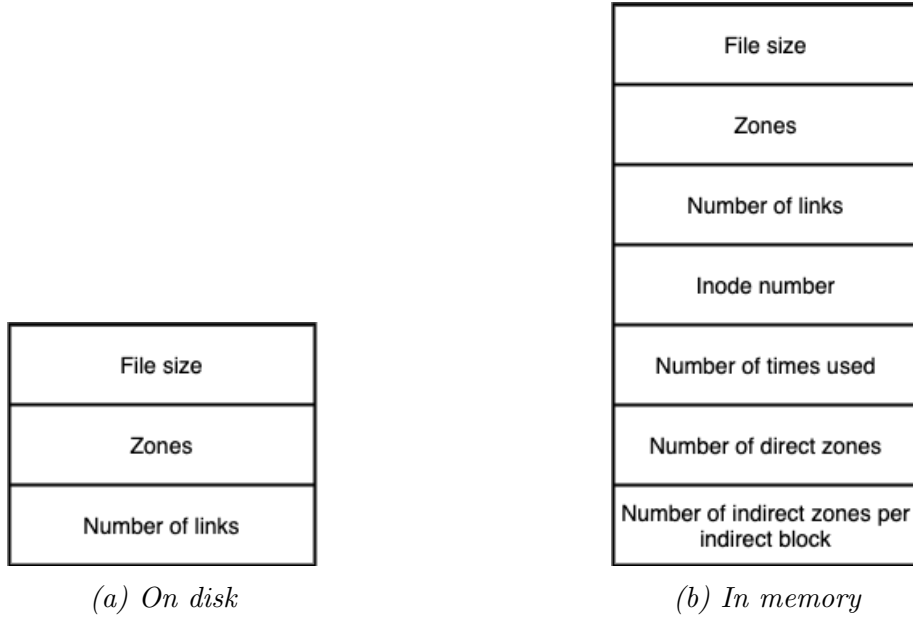 File size
Zones
Number of links
(a) On disk
File size
Zones
Number of links
Inode number
Number of times used
Number of direct zones
Number of indirect zones per
indirect block
(b) In memory